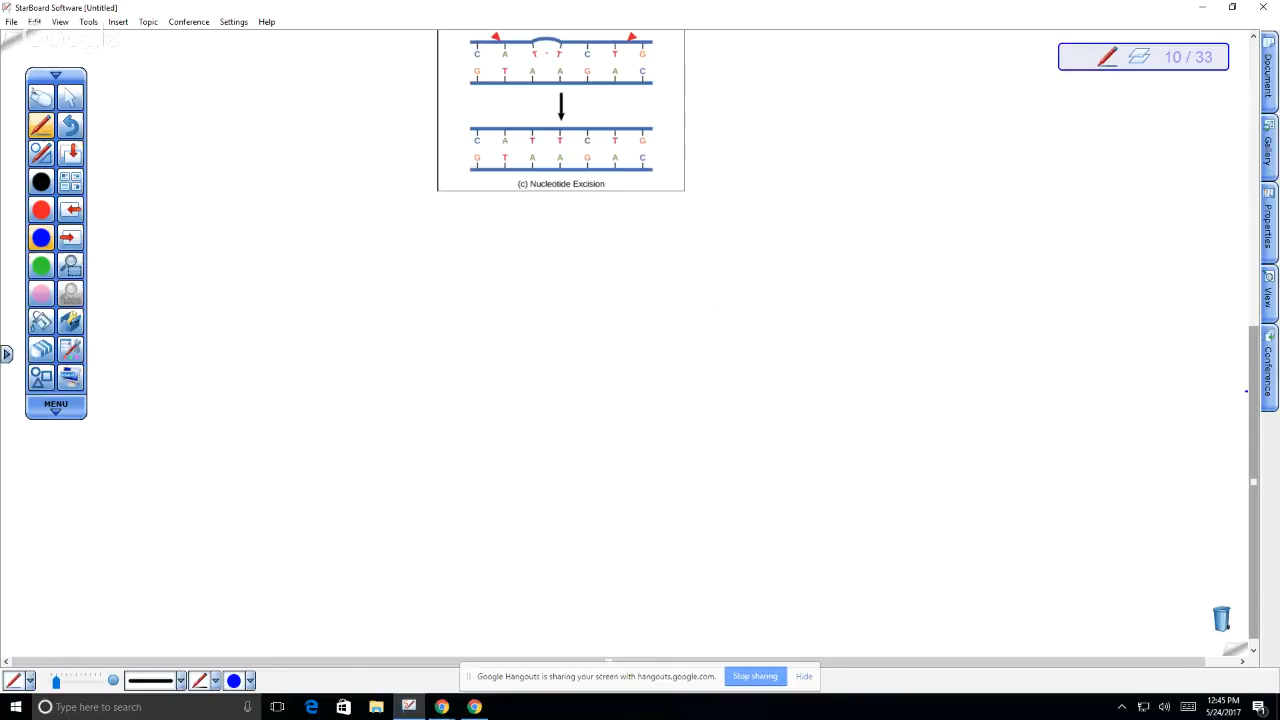 StarBoard Software [Untitled]
File Edit View Tools Insert Topic Conference Settings Help
C A T T C T G
G T A A G A C
C A T T C T G
G T A A G A C
(c) Nucleotide Excision
10 / 33
Document
Gallery
Properties
View
Conference
MENU
Google Hangouts is sharing your screen with hangouts.google.com.
Stop sharing
Hide
Type here to search
12:45 PM
5/24/2017